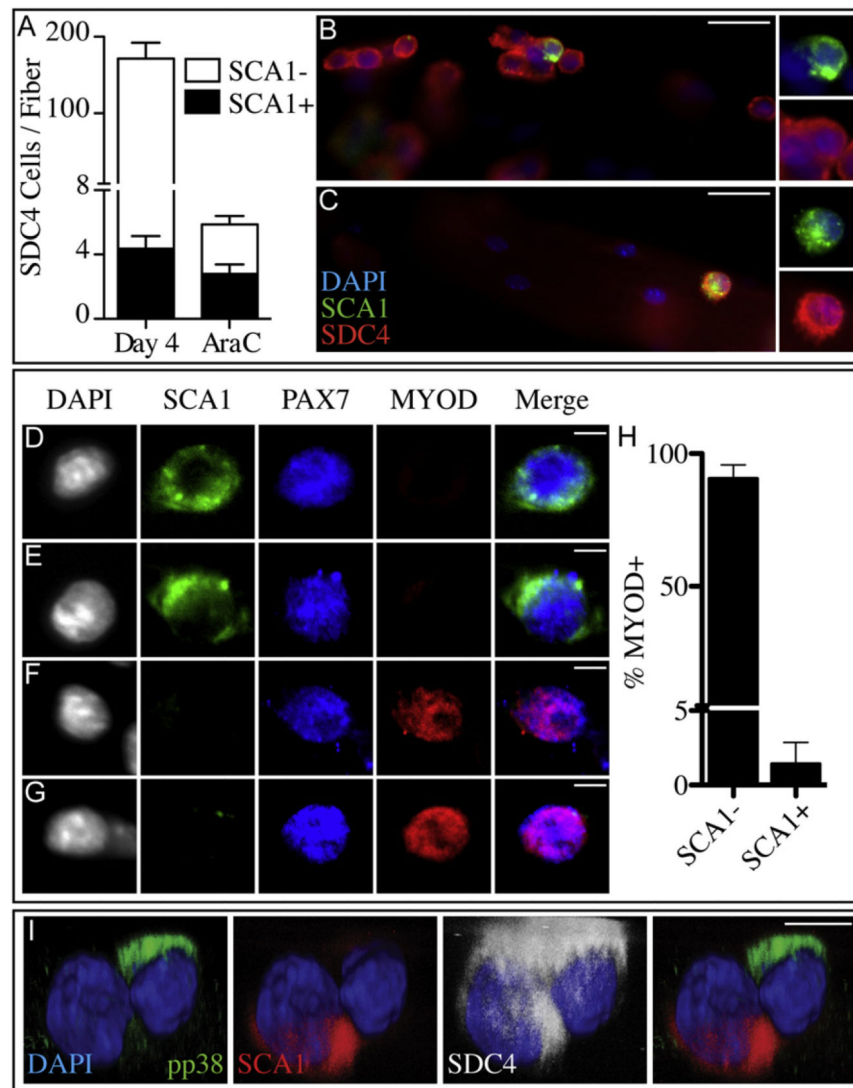 A
SDC4 Cells / Fiber
200
100
8
4
0
SCA1-
SCA1+
Day 4 AraC
B
C
DAPI
SCA1
SDC4
DAPI SCA1 PAX7 MYOD Merge
D
E
F
G
H
% MYOD+
100
50
5
0
SCA1-
SCA1+
I
DAPI pp38 SCA1 SDC4